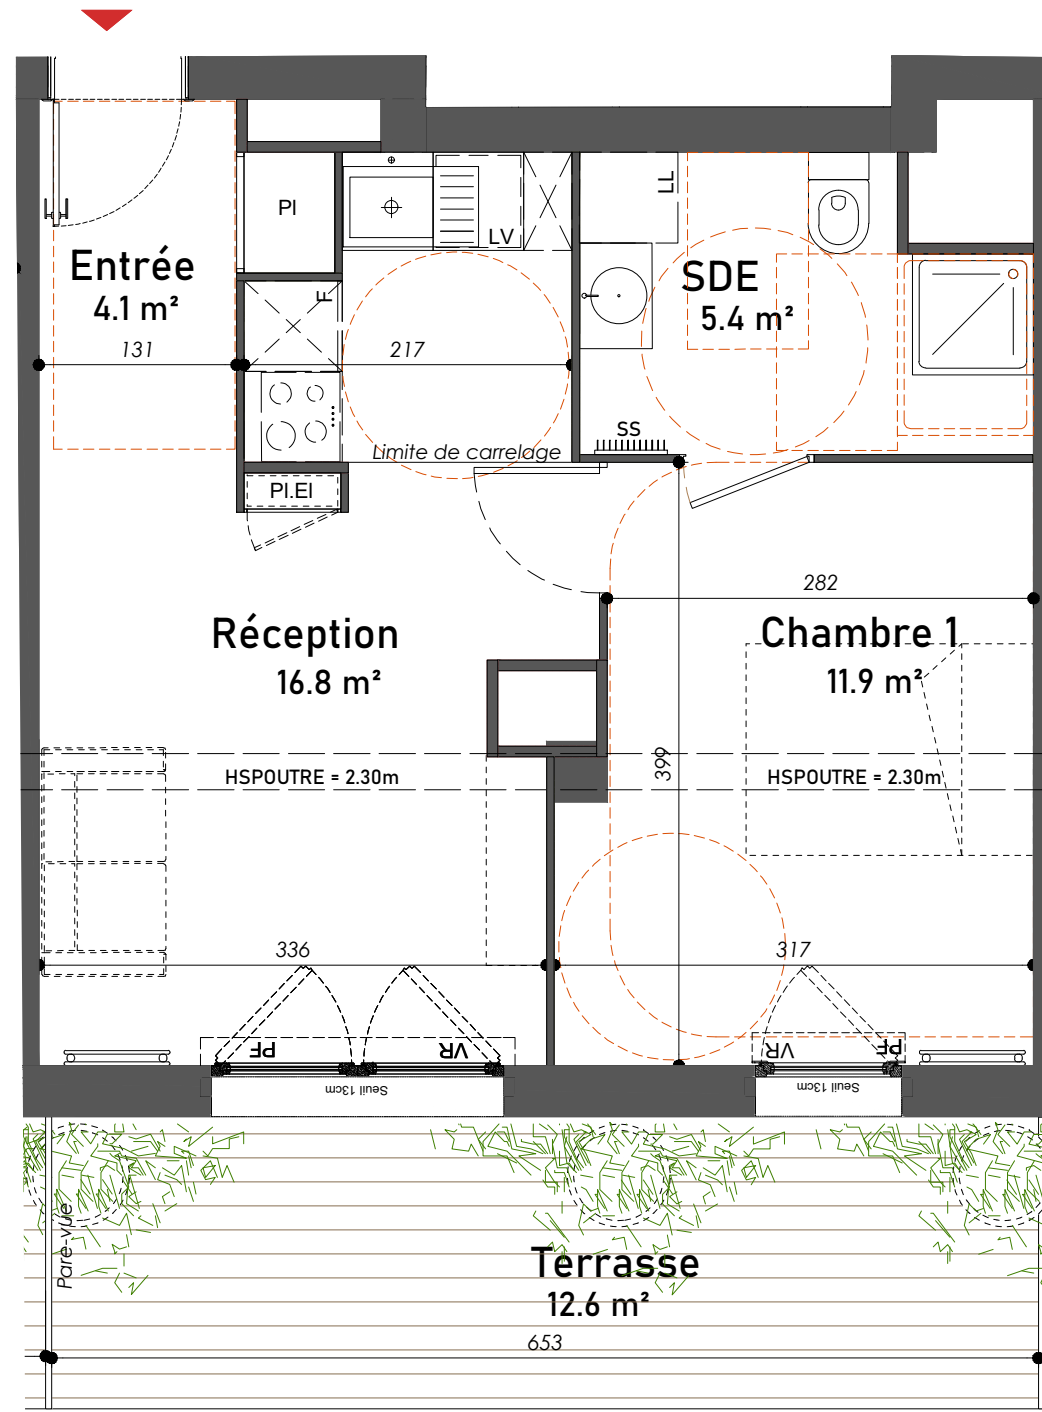 Pl
LL
LV
Entrée
4.1 m²
SDE
5.4 m²
F
131
217
SS
Limite de carrelage
Pl.El
282
Réception
16.8 m²
Chambre 1
11.9 m²
399
HSPOUTRE = 2.30m
HSPOUTRE = 2.30m
336
317
PF
VR
VR
PF
Seuil 13cm
Seuil 13cm
Pare-vue
Terrasse
12.6 m²
653